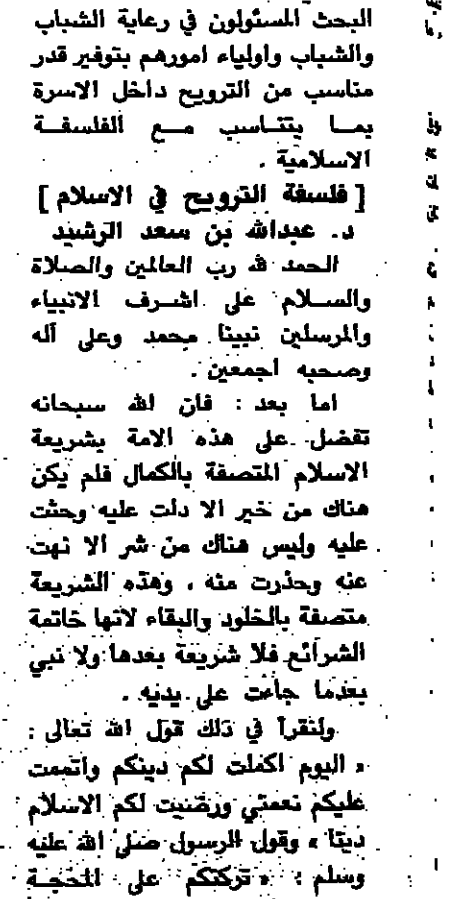 البحث المسئولون في رعاية الشباب
والشباب واولياء امورهم بتوفير قدر
مناسب من الترويح داخل الاسرة
بما يتناسب مع الفلسفة
الاسلامية .
[ فلسفة الترويح في الاسلام ]
د. عبدالله بن سعد الرشيد
الحمد لله رب العالمين والصلاة
والسلام على اشرف الانبياء
والمرسلين نبينا محمد وعلى آله
وصحبه اجمعين .
اما بعد : فان الله سبحانه
تفضل على هذه الامة بشريعة
الاسلام المتصفة بالكمال فلم يكن
هناك من خير الا دلت عليه وحثت
عليه وليس هناك من شر الا نهت
عنه وحذرت منه ، وهذه الشريعة
متصفة بالخلود والبقاء لانها خاتمة
الشرائع فلا شريعة بعدها ولا نبي
بعدما جاءت على يديه .
ولنقرأ في ذلك قول الله تعالى :
« اليوم اكملت لكم دينكم واتممت
عليكم نعمتي ورضيت لكم الاسلام
دينا » وقول الرسول صلى الله عليه
وسلم : « تركتكم على المحجة